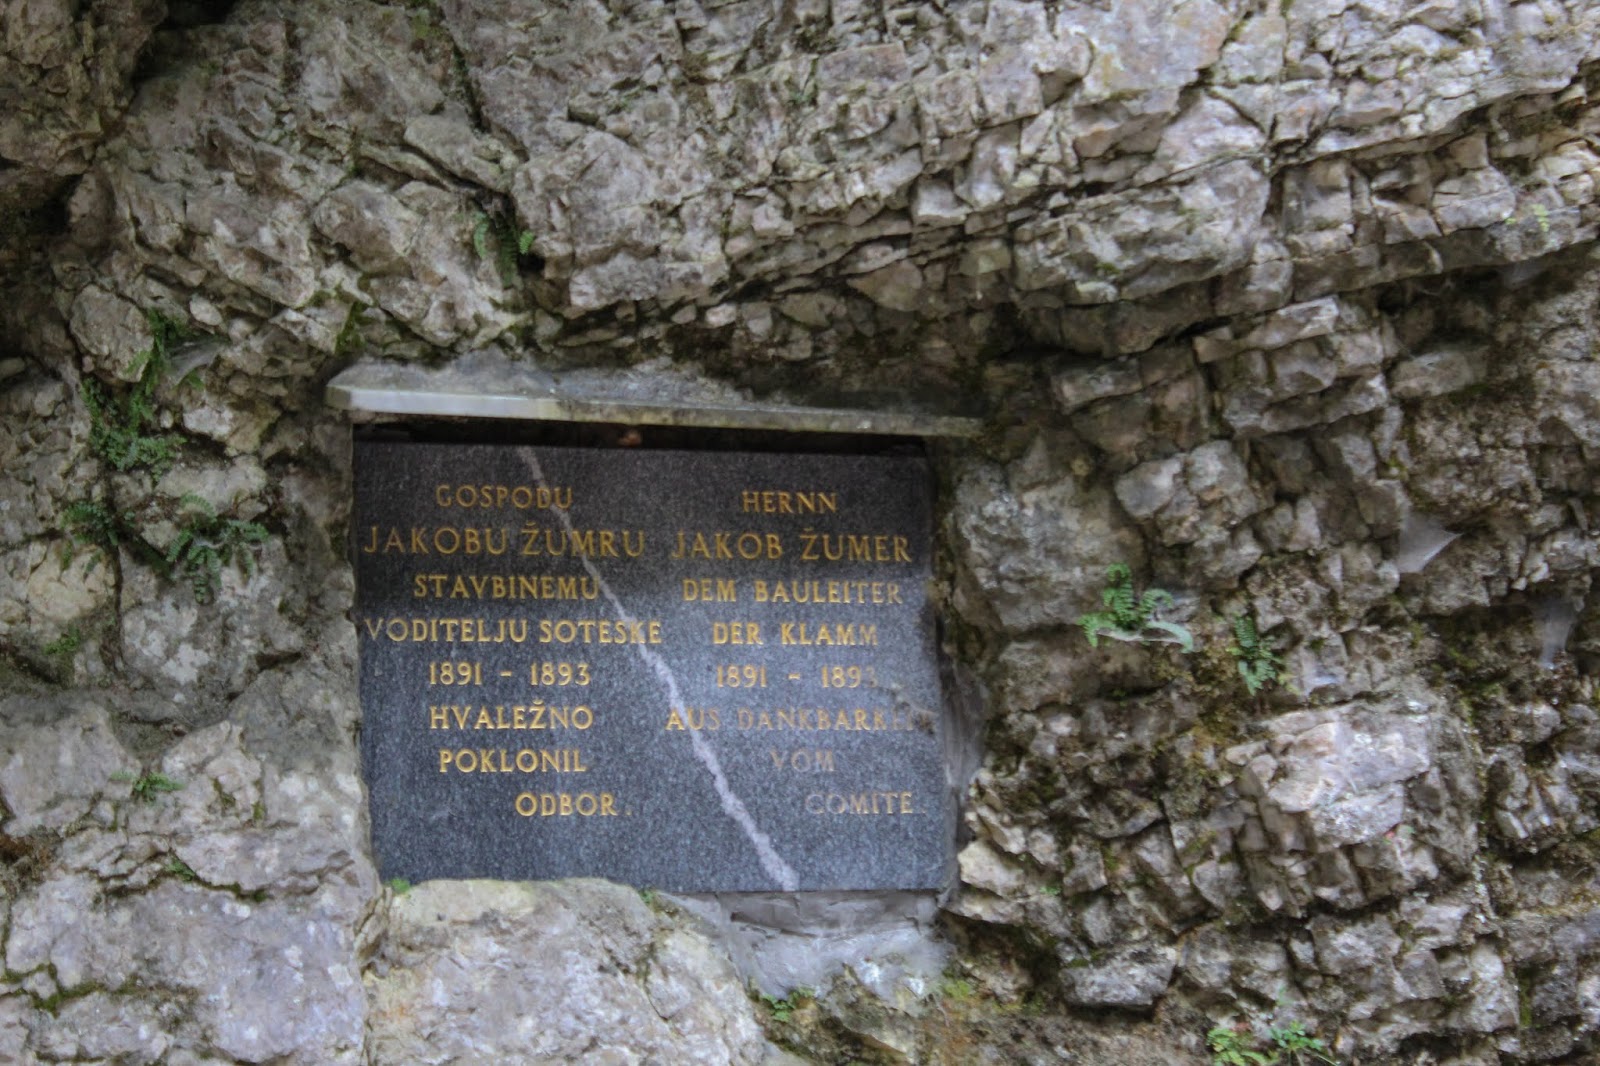 GOSPODU
JAKOBU ŽUMRU
STAVBINEMU
VODITELJU SOTESKE
1891 - 1893
HVALEŽNO
POKLONIL
ODBOR.
HERNN
JAKOB ŽUMER
DEM BAULEITER
DER KLAMM
1891 - 1893
AUS DANKBARKEIT
VOM
COMITE